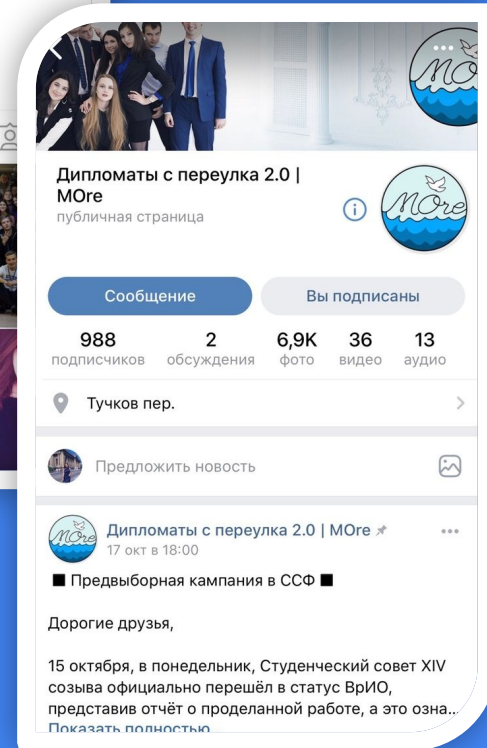 MOre
Дипломаты с переулка 2.0 |
MOre
публичная страница
MOre
Сообщение
Вы подписаны
988
2
6,9K
36
13
подписчиков
обсуждения
фото
видео
аудио
Тучков пер.
Предложить новость
MOre
Дипломаты с переулка 2.0 | MOre
17 окт в 18:00
■ Предвыборная кампания в ССФ ■
Дорогие друзья,
15 октября, в понедельник, Студенческий совет XIV
созыва официально перешёл в статус ВрИО,
представив отчёт о проделанной работе, а это озна...
Показать полностью